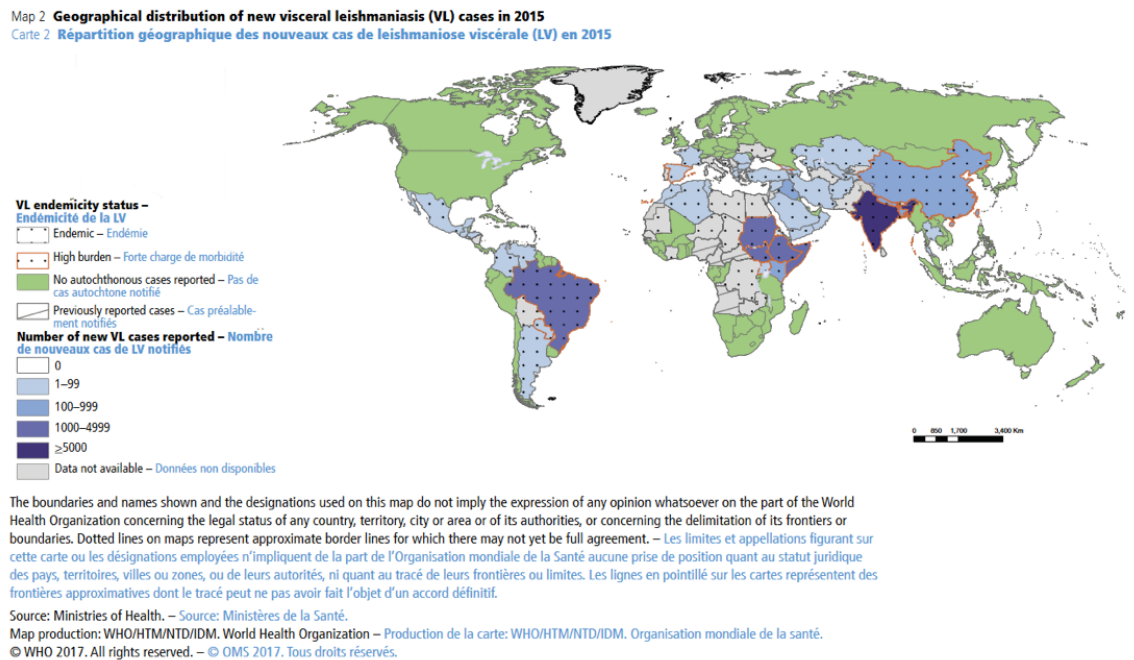 Map 2 Geographical distribution of new visceral leishmaniasis (VL) cases in 2015
Carte 2 Répartition géographique des nouveaux cas de leishmaniose viscérale (LV) en 2015
VL endemicity status –
Endémicité de la LV
Endemic – Endémie
High burden – Forte charge de morbidité
No autochthonous cases reported – Pas de
cas autochtone notifié
Previously reported cases – Cas préalable-
ment notifiés
Number of new VL cases reported – Nombre
de nouveaux cas de LV notifiés
0
1–99
100–999
1000–4999
≥5000
Data not available – Données non disponibles
0 850 1,700 3,400 Km
The boundaries and names shown and the designations used on this map do not imply the expression of any opinion whatsoever on the part of the World
Health Organization concerning the legal status of any country, territory, city or area or of its authorities, or concerning the delimitation of its frontiers or
boundaries. Dotted lines on maps represent approximate border lines for which there may not yet be full agreement. – Les limites et appellations figurant sur
cette carte ou les désignations employées n'impliquent de la part de l'Organisation mondiale de la Santé aucune prise de position quant au statut juridique
des pays, territoires, villes ou zones, ou de leurs autorités, ni quant au tracé de leurs frontières ou limites. Les lignes en pointillé sur les cartes représentent des
frontières approximatives dont le tracé peut ne pas avoir fait l'objet d'un accord définitif.
Source: Ministries of Health. – Source: Ministères de la Santé.
Map production: WHO/HTM/NTD/IDM. World Health Organization – Production de la carte: WHO/HTM/NTD/IDM. Organisation mondiale de la santé.
© WHO 2017. All rights reserved. – © OMS 2017. Tous droits réservés.